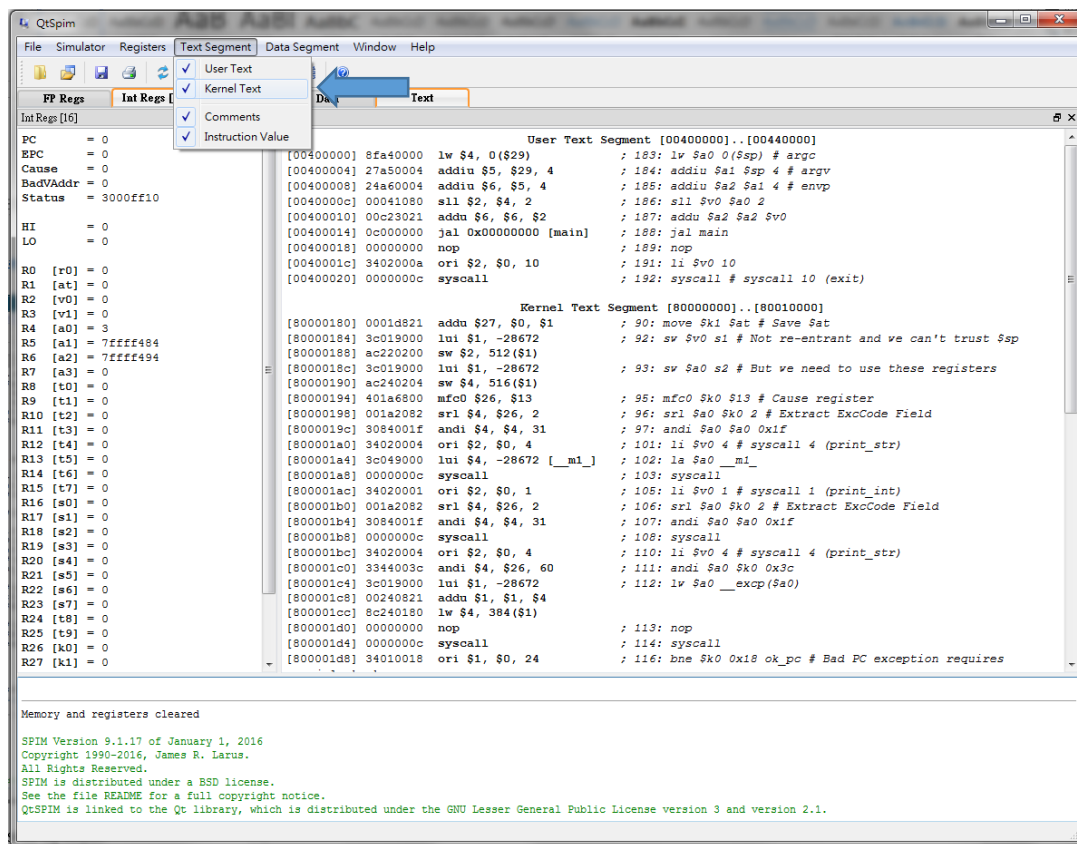 QtSpim
File Simulator Registers Text Segment Data Segment Window Help
User Text
Kernel Text
Comments
Instruction Value
FP Regs Int Regs [ Data Text
Int Regs [16]
PC = 0
EPC = 0
Cause = 0
BadVAddr = 0
Status = 3000ff10
HI = 0
LO = 0
R0 [r0] = 0
R1 [at] = 0
R2 [v0] = 0
R3 [v1] = 0
R4 [a0] = 3
R5 [a1] = 7ffff484
R6 [a2] = 7ffff494
R7 [a3] = 0
R8 [t0] = 0
R9 [t1] = 0
R10 [t2] = 0
R11 [t3] = 0
R12 [t4] = 0
R13 [t5] = 0
R14 [t6] = 0
R15 [t7] = 0
R16 [s0] = 0
R17 [s1] = 0
R18 [s2] = 0
R19 [s3] = 0
R20 [s4] = 0
R21 [s5] = 0
R22 [s6] = 0
R23 [s7] = 0
R24 [t8] = 0
R25 [t9] = 0
R26 [k0] = 0
R27 [k1] = 0
User Text Segment [00400000]..[00440000]
[00400000] 8fa40000 lw $4, 0($29) ; 183: lw $a0 0($sp) # argc
[00400004] 27a50004 addiu $5, $29, 4 ; 184: addiu $a1 $sp 4 # argv
[00400008] 24a60004 addiu $6, $5, 4 ; 185: addiu $a2 $a1 4 # envp
[0040000c] 00041080 sll $2, $4, 2 ; 186: sll $v0 $a0 2
[00400010] 00c23021 addu $6, $6, $2 ; 187: addu $a2 $a2 $v0
[00400014] 0c000000 jal 0x00000000 [main] ; 188: jal main
[00400018] 00000000 nop ; 189: nop
[0040001c] 3402000a ori $2, $0, 10 ; 191: li $v0 10
[00400020] 0000000c syscall ; 192: syscall # syscall 10 (exit)
Kernel Text Segment [80000000]..[80010000]
[80000180] 0001d821 addu $27, $0, $1 ; 90: move $k1 $at # Save $at
[80000184] 3c019000 lui $1, -28672 ; 92: sw $v0 s1 # Not re-entrant and we can't trust $sp
[80000188] ac220200 sw $2, 512($1)
[8000018c] 3c019000 lui $1, -28672 ; 93: sw $a0 s2 # But we need to use these registers
[80000190] ac240204 sw $4, 516($1)
[80000194] 401a6800 mfc0 $26, $13 ; 95: mfc0 $k0 $13 # Cause register
[80000198] 001a2082 srl $4, $26, 2 ; 96: srl $a0 $k0 2 # Extract ExcCode Field
[8000019c] 3084001f andi $4, $4, 31 ; 97: andi $a0 $a0 0x1f
[800001a0] 34020004 ori $2, $0, 4 ; 101: li $v0 4 # syscall 4 (print_str)
[800001a4] 3c049000 lui $4, -28672 [__m1_] ; 102: la $a0 __m1_
[800001a8] 0000000c syscall ; 103: syscall
[800001ac] 34020001 ori $2, $0, 1 ; 105: li $v0 1 # syscall 1 (print_int)
[800001b0] 001a2082 srl $4, $26, 2 ; 106: srl $a0 $k0 2 # Extract ExcCode Field
[800001b4] 3084001f andi $4, $4, 31 ; 107: andi $a0 $a0 0x1f
[800001b8] 0000000c syscall ; 108: syscall
[800001bc] 34020004 ori $2, $0, 4 ; 110: li $v0 4 # syscall 4 (print_str)
[800001c0] 3344003c andi $4, $26, 60 ; 111: andi $a0 $k0 0x3c
[800001c4] 3c019000 lui $1, -28672 ; 112: lw $a0 __excp($a0)
[800001c8] 00240821 addu $1, $1, $4
[800001cc] 8c240180 lw $4, 384($1)
[800001d0] 00000000 nop ; 113: nop
[800001d4] 0000000c syscall ; 114: syscall
[800001d8] 34010018 ori $1, $0, 24 ; 116: bne $k0 0x18 ok_pc # Bad PC exception requires
Memory and registers cleared
SPIM Version 9.1.17 of January 1, 2016
Copyright 1990-2016, James R. Larus.
All Rights Reserved.
SPIM is distributed under a BSD license.
See the file README for a full copyright notice.
QtSPIM is linked to the Qt library, which is distributed under the GNU Lesser General Public License version 3 and version 2.1.